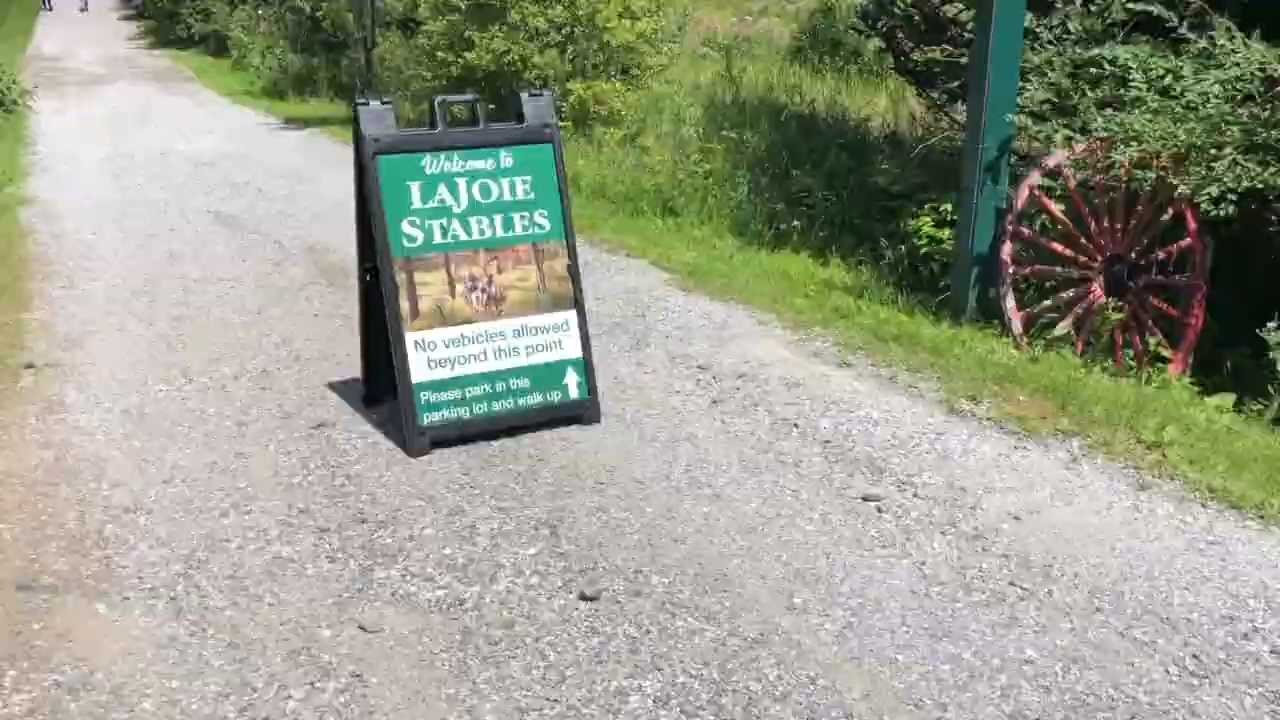 Welcome to
LAJOIE
STABLES
No vehicles allowed
beyond this point
Please park in this
parking lot and walk up